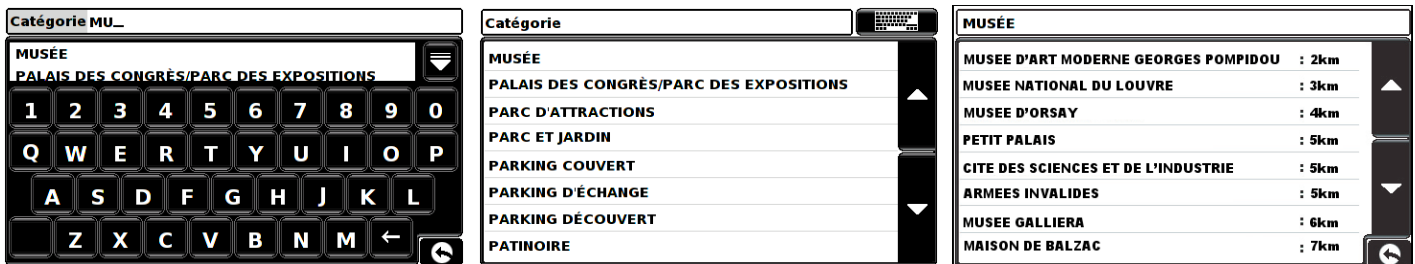 Catégorie MU_
MUSÉE
PALAIS DES CONGRÈS/PARC DES EXPOSITIONS
1 2 3 4 5 6 7 8 9 0
Q W E R T Y U I O P
A S D F G H J K L
Z X C V B N M ←
Catégorie
MUSÉE
PALAIS DES CONGRÈS/PARC DES EXPOSITIONS
PARC D'ATTRACTIONS
PARC ET JARDIN
PARKING COUVERT
PARKING D'ÉCHANGE
PARKING DÉCOUVERT
PATINOIRE
MUSÉE
MUSEE D'ART MODERNE GEORGES POMPIDOU : 2km
MUSEE NATIONAL DU LOUVRE : 3km
MUSEE D'ORSAY : 4km
PETIT PALAIS : 5km
CITE DES SCIENCES ET DE L'INDUSTRIE : 5km
ARMEES INVALIDES : 5km
MUSEE GALLIERA : 6km
MAISON DE BALZAC : 7km